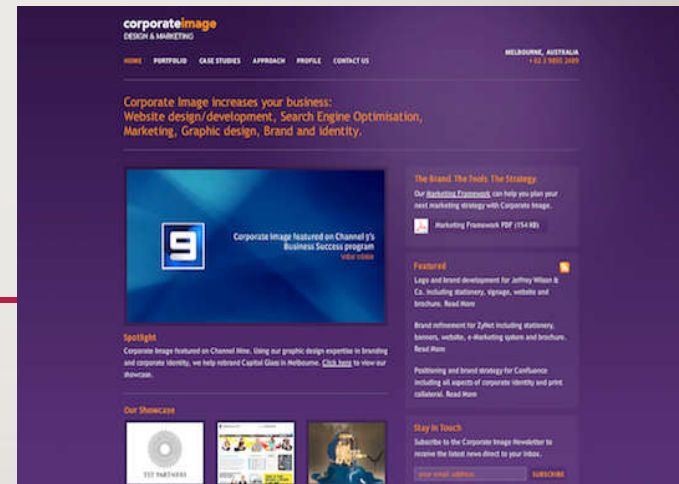 corporateimage
DESIGN & MARKETING
HOME PORTFOLIO CASE STUDIES APPROACH PROFILE CONTACT US
MELBOURNE, AUSTRALIA
Corporate Image increases your business:
Website design/development, Search Engine Optimisation,
Marketing, Graphic design, Brand and identity.
9
Corporate Image featured on Channel 9's
Business Success program
VIEW VIDEO
Spotlight
Corporate Image featured on Channel Nine. Using our graphic design expertise in branding
and corporate identity, we help rebrand Capital Glass in Melbourne. Click here to view our
showcase.
Our Showcase
TST PARTNERS
The Brand. The Tools. The Strategy.
Our Marketing Framework can help you plan your
next marketing strategy with Corporate Image.
Marketing Framework PDF (154 KB)
Featured
Logo and brand development for Jeffrey Wilson &
Co. including stationery, signage, website and
brochure. Read More
Brand refinement for ZyNet including stationery,
banners, website, e-Marketing system and brochure.
Read More
Positioning and brand strategy for Confluence
including all aspects of corporate identity and print
collateral. Read More
Stay in Touch
Subscribe to the Corporate Image Newsletter to
receive the latest news direct to your inbox.
your email address SUBSCRIBE